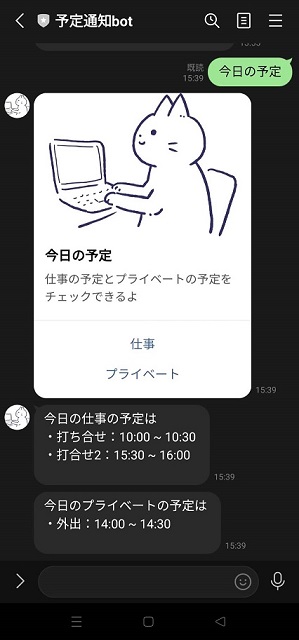 予定通知bot
15:35
既読
15:39
今日の予定
今日の予定
仕事の予定とプライベートの予定を
チェックできるよ
仕事
プライベート
15:39
今日の仕事の予定は
・打ち合せ：10:00 ~ 10:30
・打合せ2：15:30 ~ 16:00
15:39
今日のプライベートの予定は
・外出：14:00 ~ 14:30
15:39